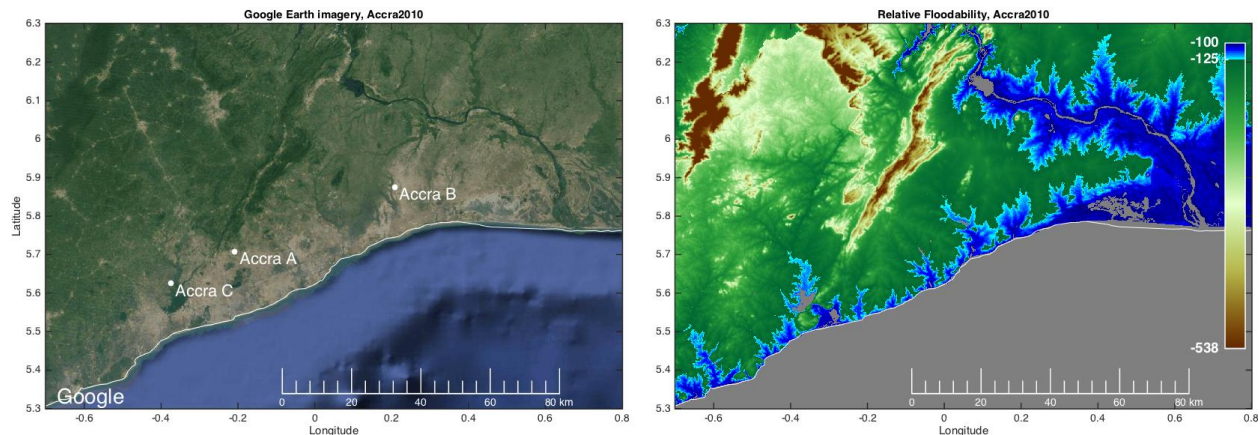 Google Earth imagery, Accra2010
6.3
6.2
6.1
6
5.9
5.8
5.7
5.6
5.5
5.4
5.3
Latitude
Accra B
Accra A
Accra C
Google
0 20 40 60 80 km
-0.6 -0.4 -0.2 0 0.2 0.4 0.6 0.8
Longitude
Relative Floodability, Accra2010
6.3
6.2
6.1
6
5.9
5.8
5.7
5.6
5.5
5.4
5.3
-100
-125
-538
0 20 40 60 80 km
-0.6 -0.4 -0.2 0 0.2 0.4 0.6 0.8
Longitude